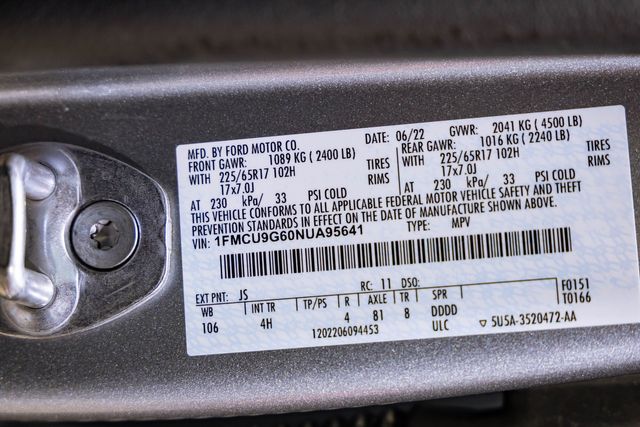 MFD. BY FORD MOTOR CO. DATE: 06/22 GVWR: 2041 KG ( 4500 LB)
FRONT GAWR: 1089 KG ( 2400 LB) REAR GAWR: 1016 KG ( 2240 LB)
WITH 225/65R17 102H TIRES WITH 225/65R17 102H TIRES
17x7.0J RIMS 17x7.0J RIMS
AT 230 kPa/ 33 PSI COLD AT 230 kPa/ 33 PSI COLD
THIS VEHICLE CONFORMS TO ALL APPLICABLE FEDERAL MOTOR VEHICLE SAFETY AND THEFT
PREVENTION STANDARDS IN EFFECT ON THE DATE OF MANUFACTURE SHOWN ABOVE.
VIN: 1FMCU9G60NUA95641 TYPE: MPV
EXT PNT: JS RC: 11 DSO: F0151
WB INT TR TP/PS R AXLE TR SPR T0166
106 4H 4 81 8 DDDD
1202206094453 ULC ▽ 5U5A-3520472-AA